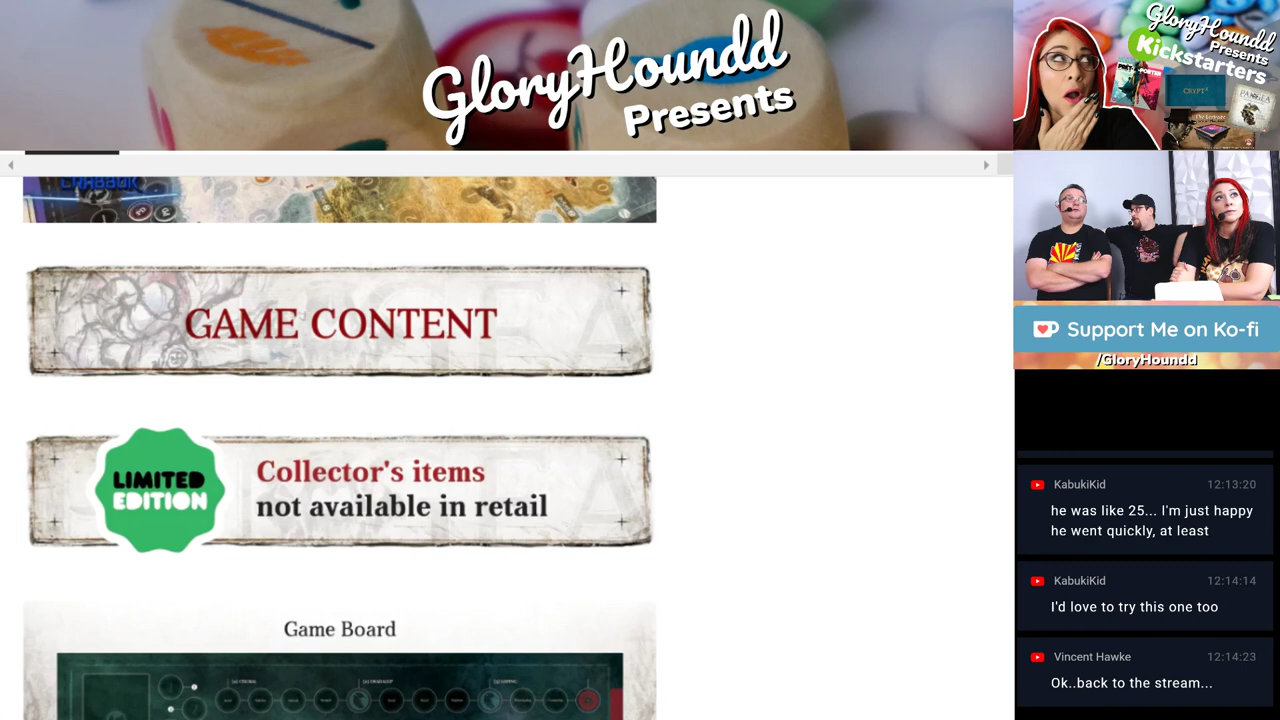 GloryHoundd
Presents
GloryHoundd
Presents
Kickstarters
CRYPT
PANGEA
CRABBOK
GAME CONTENT
LIMITED
EDITION
Collector's items
not available in retail
Game Board
Support Me on Ko-fi
/GloryHoundd
KabukiKid 12:13:20
he was like 25... I'm just happy
he went quickly, at least
KabukiKid 12:14:14
I'd love to try this one too
Vincent Hawke 12:14:23
Ok..back to the stream...